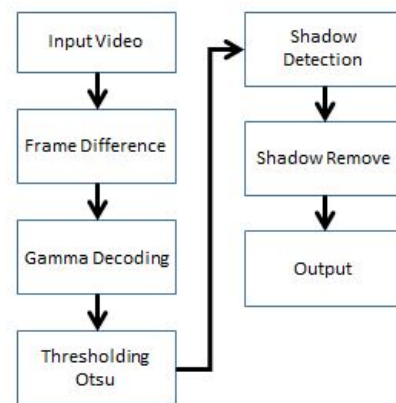 Input Video
Frame Difference
Gamma Decoding
Thresholding
Otsu
Shadow
Detection
Shadow Remove
Output